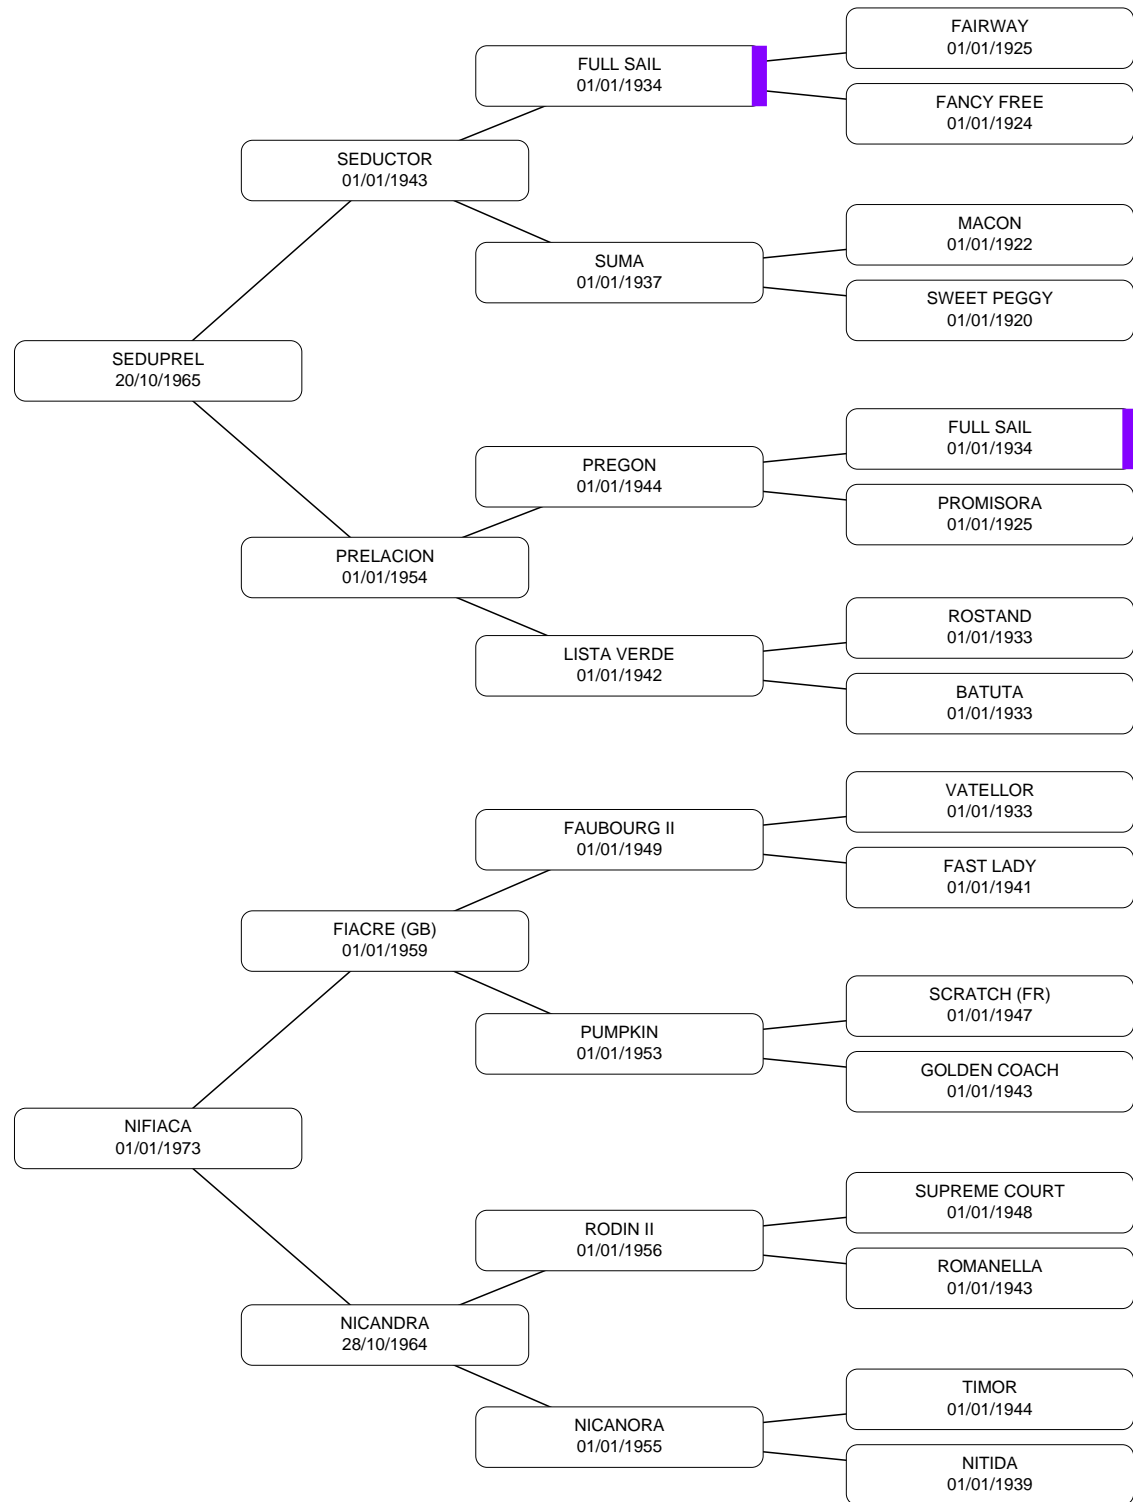 FAIRWAY
01/01/1925
FULL SAIL
01/01/1934
FANCY FREE
01/01/1924
SEDUCTOR
01/01/1943
MACON
01/01/1922
SUMA
01/01/1937
SWEET PEGGY
01/01/1920
SEDUPREL
20/10/1965
FULL SAIL
01/01/1934
PREGON
01/01/1944
PROMISORA
01/01/1925
PRELACION
01/01/1954
ROSTAND
01/01/1933
LISTA VERDE
01/01/1942
BATUTA
01/01/1933
VATELLOR
01/01/1933
FAUBOURG II
01/01/1949
FAST LADY
01/01/1941
FIACRE (GB)
01/01/1959
SCRATCH (FR)
01/01/1947
PUMPKIN
01/01/1953
GOLDEN COACH
01/01/1943
NIFIACA
01/01/1973
SUPREME COURT
01/01/1948
RODIN II
01/01/1956
ROMANELLA
01/01/1943
NICANDRA
28/10/1964
TIMOR
01/01/1944
NICANORA
01/01/1955
NITIDA
01/01/1939